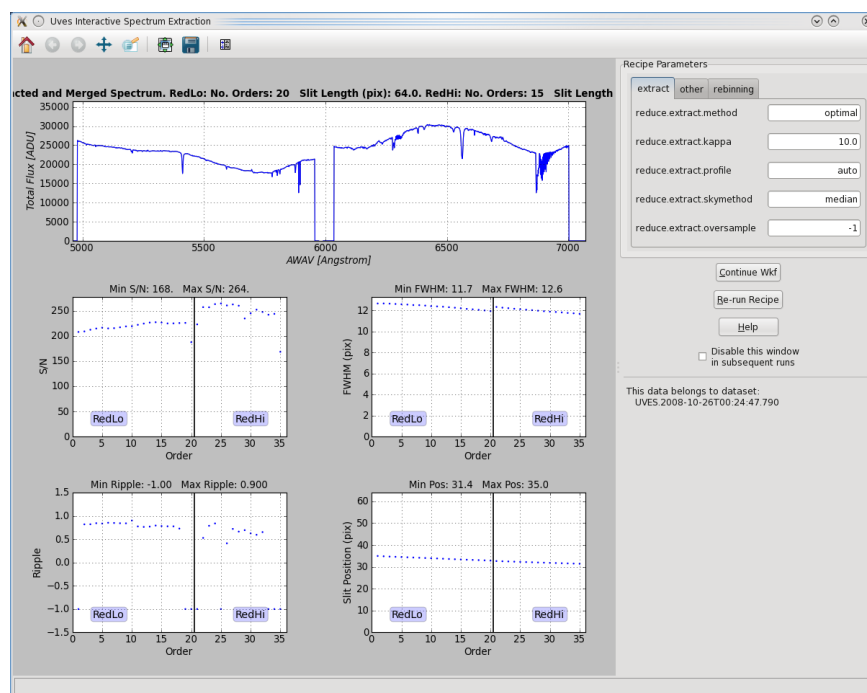 Uves Interactive Spectrum Extraction
acted and Merged Spectrum. RedLo: No. Orders: 20 Slit Length (pix): 64.0. RedHi: No. Orders: 15 Slit Length
Total Flux [ADU]
35000
30000
25000
20000
15000
10000
5000
0
5000 5500 6000 6500 7000
AWAV [Angstrom]
Min S/N: 168. Max S/N: 264.
S/N
250
200
150
100
50
0
RedLo RedHi
0 5 10 15 20 25 30 35
Order
Min FWHM: 11.7 Max FWHM: 12.6
FWHM (pix)
12
10
8
6
4
2
0
RedLo RedHi
0 5 10 15 20 25 30 35
Order
Min Ripple: -1.00 Max Ripple: 0.900
Ripple
1.5
1.0
0.5
0.0
−0.5
−1.0
−1.5
RedLo RedHi
0 5 10 15 20 25 30 35
Order
Min Pos: 31.4 Max Pos: 35.0
Slit Position (pix)
60
50
40
30
20
10
0
RedLo RedHi
0 5 10 15 20 25 30 35
Order
Recipe Parameters
extract other rebinning
reduce.extract.method optimal
reduce.extract.kappa 10.0
reduce.extract.profile auto
reduce.extract.skymethod median
reduce.extract.oversample -1
Continue Wkf
Re-run Recipe
Help
Disable this window
in subsequent runs
This data belongs to dataset:
UVES.2008-10-26T00:24:47.790